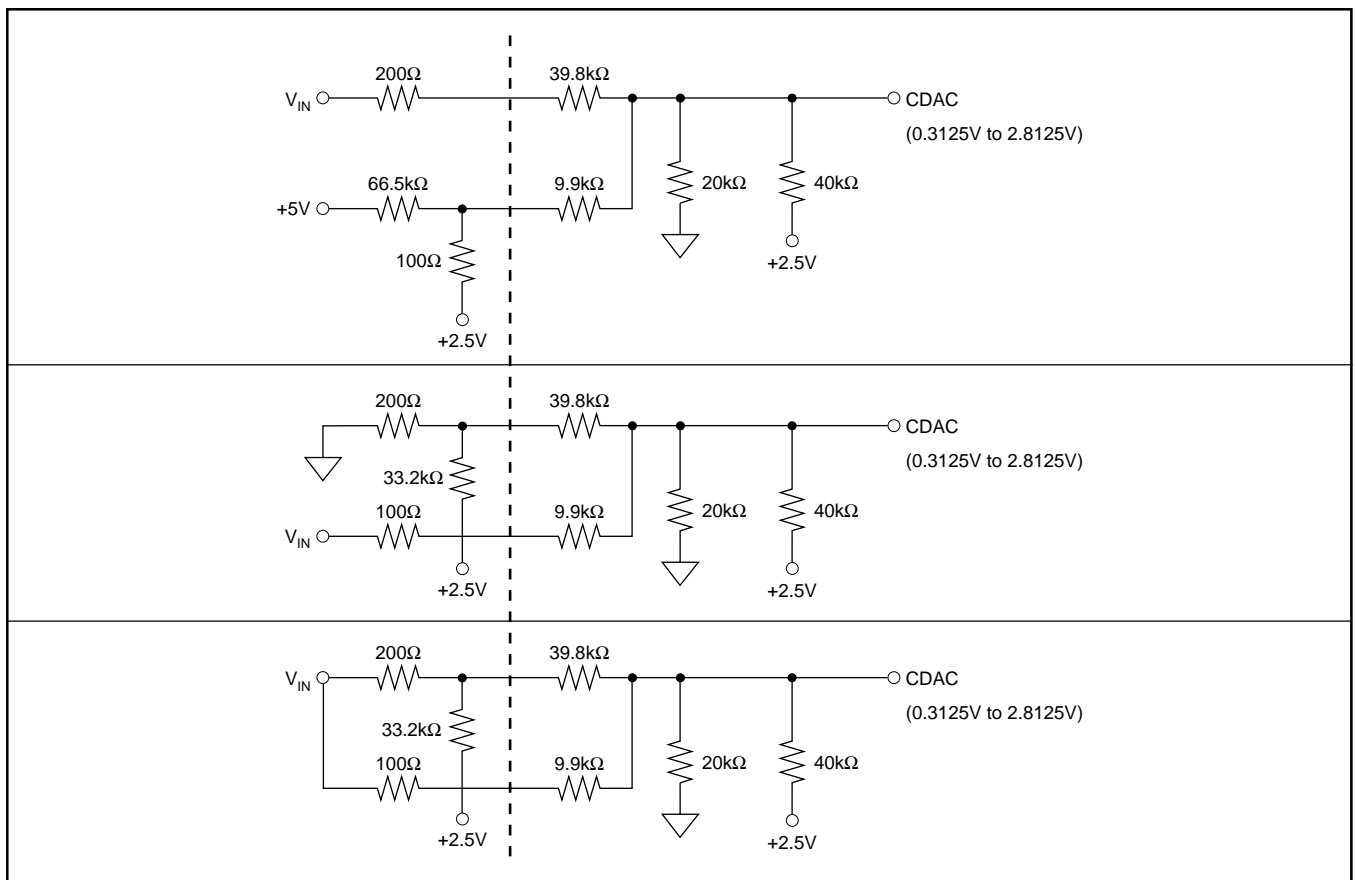 200Ω
39.8kΩ
V_IN
CDAC
(0.3125V to 2.8125V)
66.5kΩ
9.9kΩ
20kΩ
40kΩ
+5V
100Ω
+2.5V
+2.5V
200Ω
39.8kΩ
CDAC
(0.3125V to 2.8125V)
33.2kΩ
100Ω
9.9kΩ
20kΩ
40kΩ
V_IN
+2.5V
+2.5V
200Ω
39.8kΩ
V_IN
CDAC
(0.3125V to 2.8125V)
33.2kΩ
100Ω
9.9kΩ
20kΩ
40kΩ
+2.5V
+2.5V